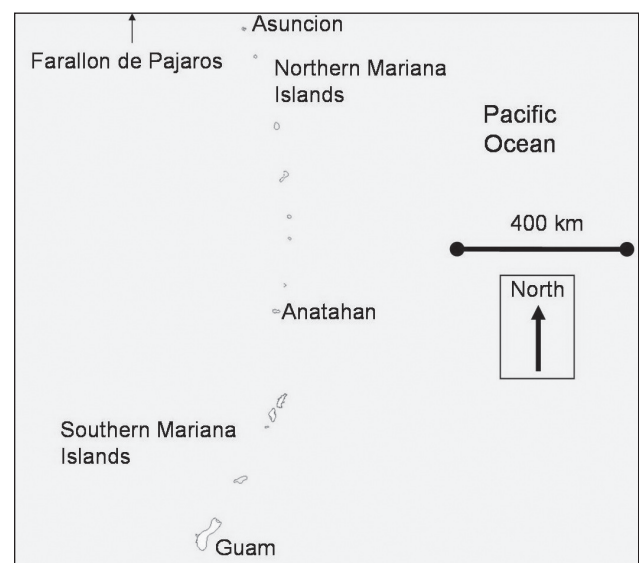 Asuncion
Farallon de Pajaros
Northern Mariana
Islands
Pacific
Ocean
400 km
North
Anatahan
Southern Mariana
Islands
Guam